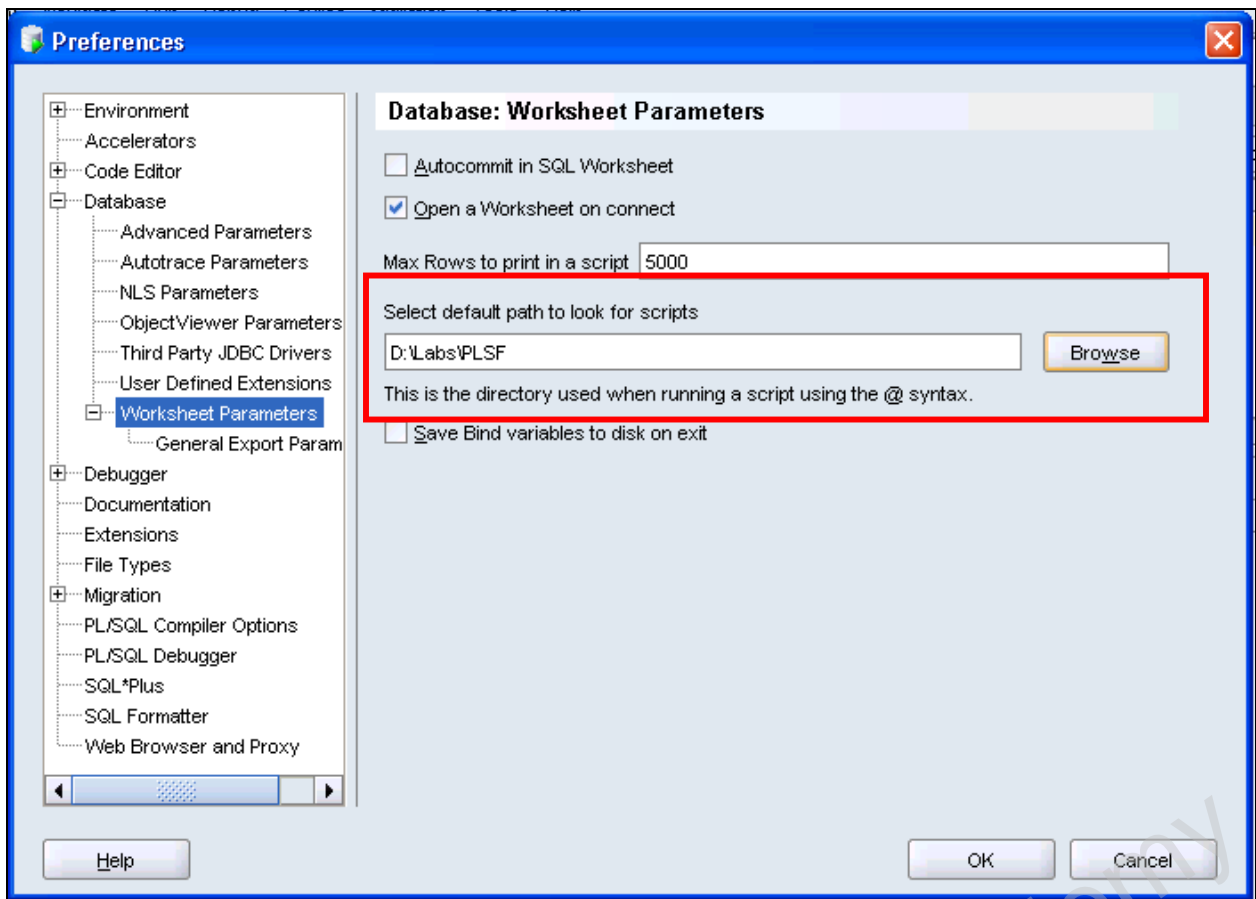 Preferences
Environment
Accelerators
Code Editor
Database
Advanced Parameters
Autotrace Parameters
NLS Parameters
ObjectViewer Parameters
Third Party JDBC Drivers
User Defined Extensions
Worksheet Parameters
General Export Param
Debugger
Documentation
Extensions
File Types
Migration
PL/SQL Compiler Options
PL/SQL Debugger
SQL*Plus
SQL Formatter
Web Browser and Proxy
Database: Worksheet Parameters
Autocommit in SQL Worksheet
Open a Worksheet on connect
Max Rows to print in a script 5000
Select default path to look for scripts
D:\Labs\PLSF Browse
This is the directory used when running a script using the @ syntax.
Save Bind variables to disk on exit
Help OK Cancel